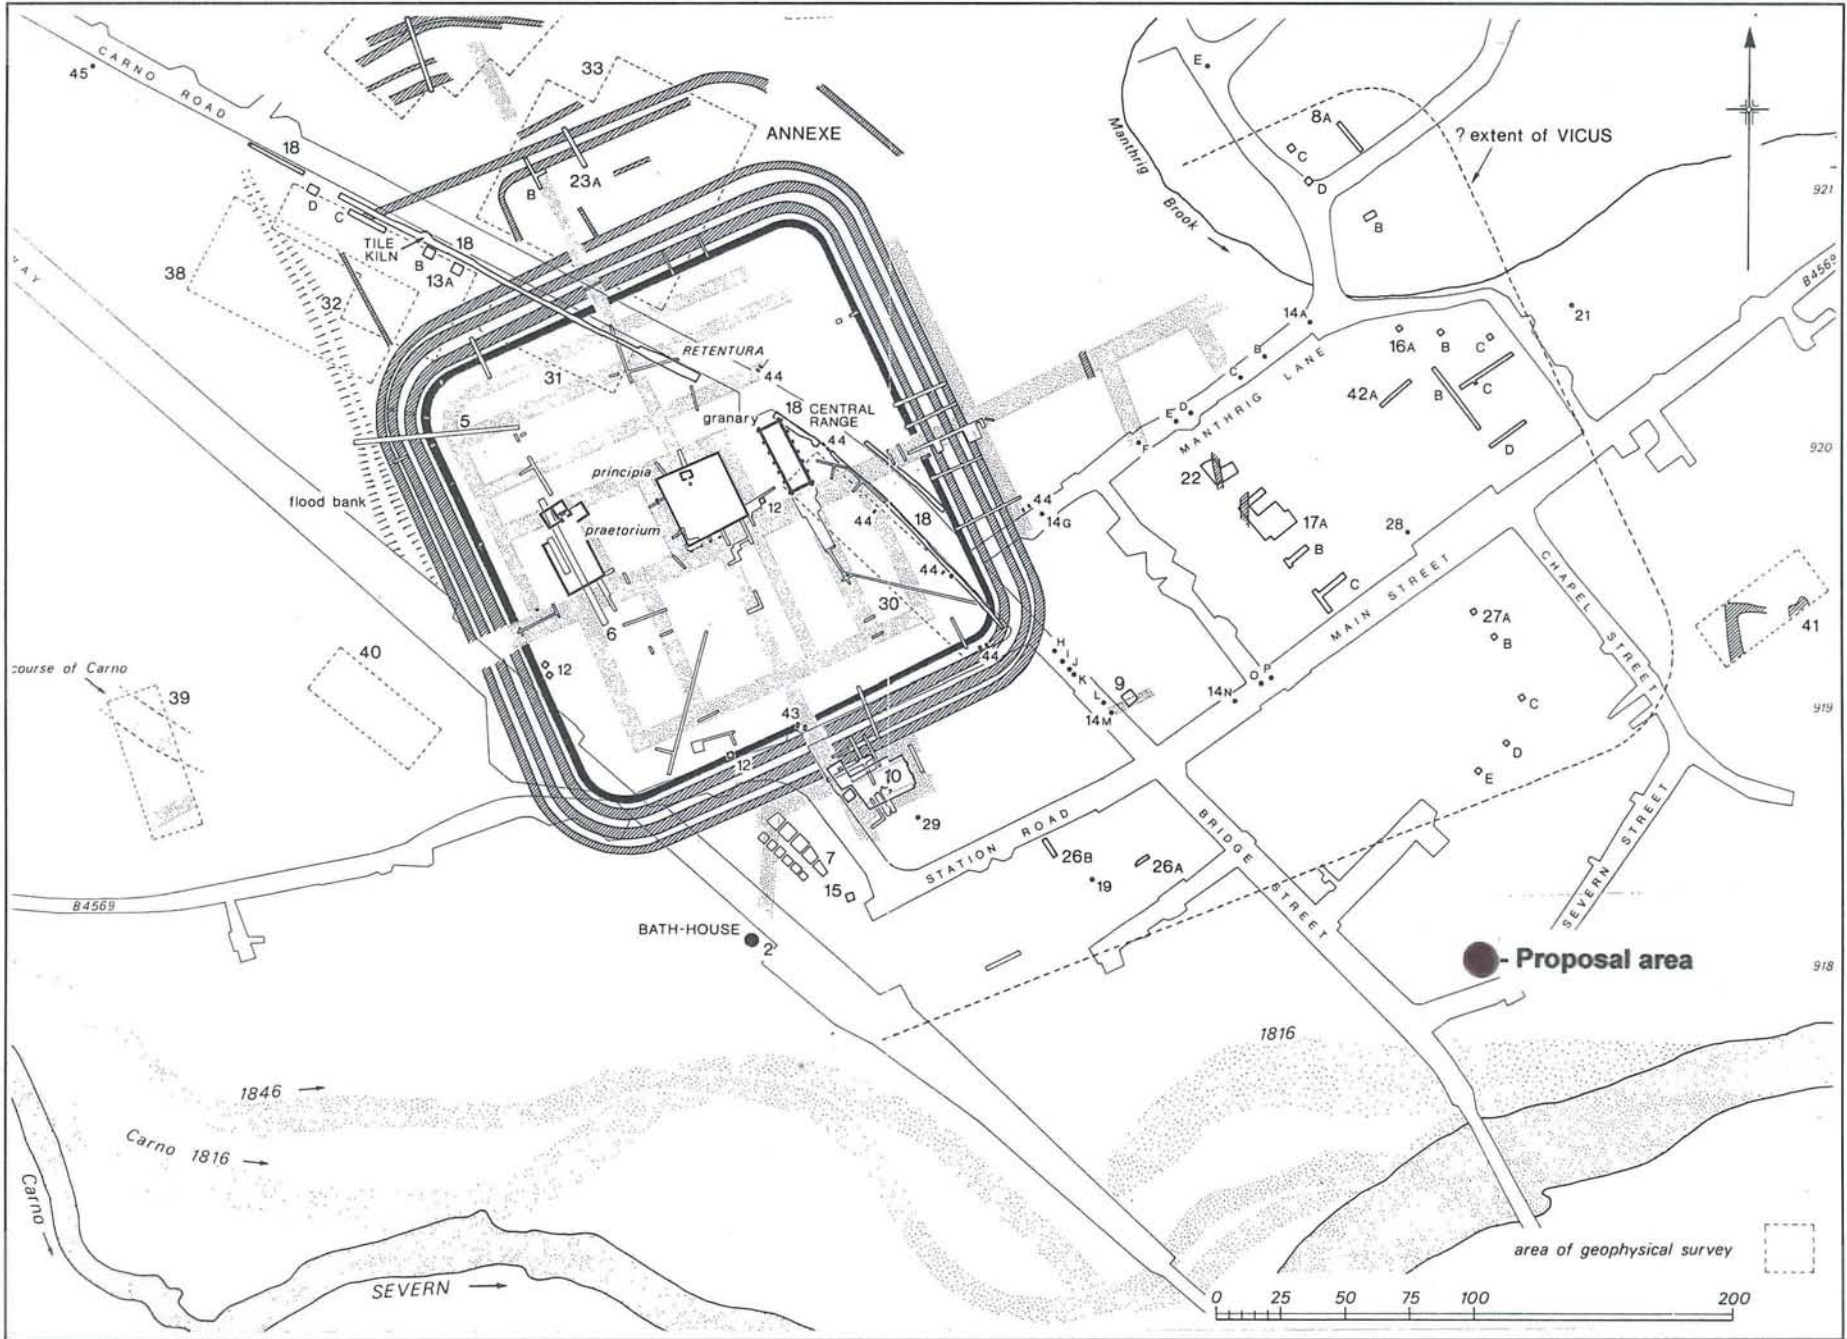 45
CARNO
ROAD
33
ANNEXE
E
8A
? extent of VICUS
C
D
B
Manthrig
Brook
921
18
23A
B
D
C
TILE
KILN
18
B
13A
38
32
31
RETENTURA
44
granary
18
CENTRAL
RANGE
44
5
principia
praetorium
12
44
18
44
30
6
12
flood bank
14A
B
C
D
E
F
MANTHRIG LANE
16A
B
C
42A
B
C
D
21
B4569
920
22
17A
B
C
28
44
14G
MAIN STREET
CHAPEL STREET
27A
B
C
D
E
41
course of Carno
39
40
44
H
I
J
K
L
14M
9
14N
O
P
919
43
12
10
29
7
15
STATION ROAD
26B
26A
19
BRIDGE STREET
SEVERN STREET
B4569
BATH-HOUSE
2
- Proposal area
918
1816
1846
Carno 1816
Carno
SEVERN
area of geophysical survey
0 25 50 75 100 200